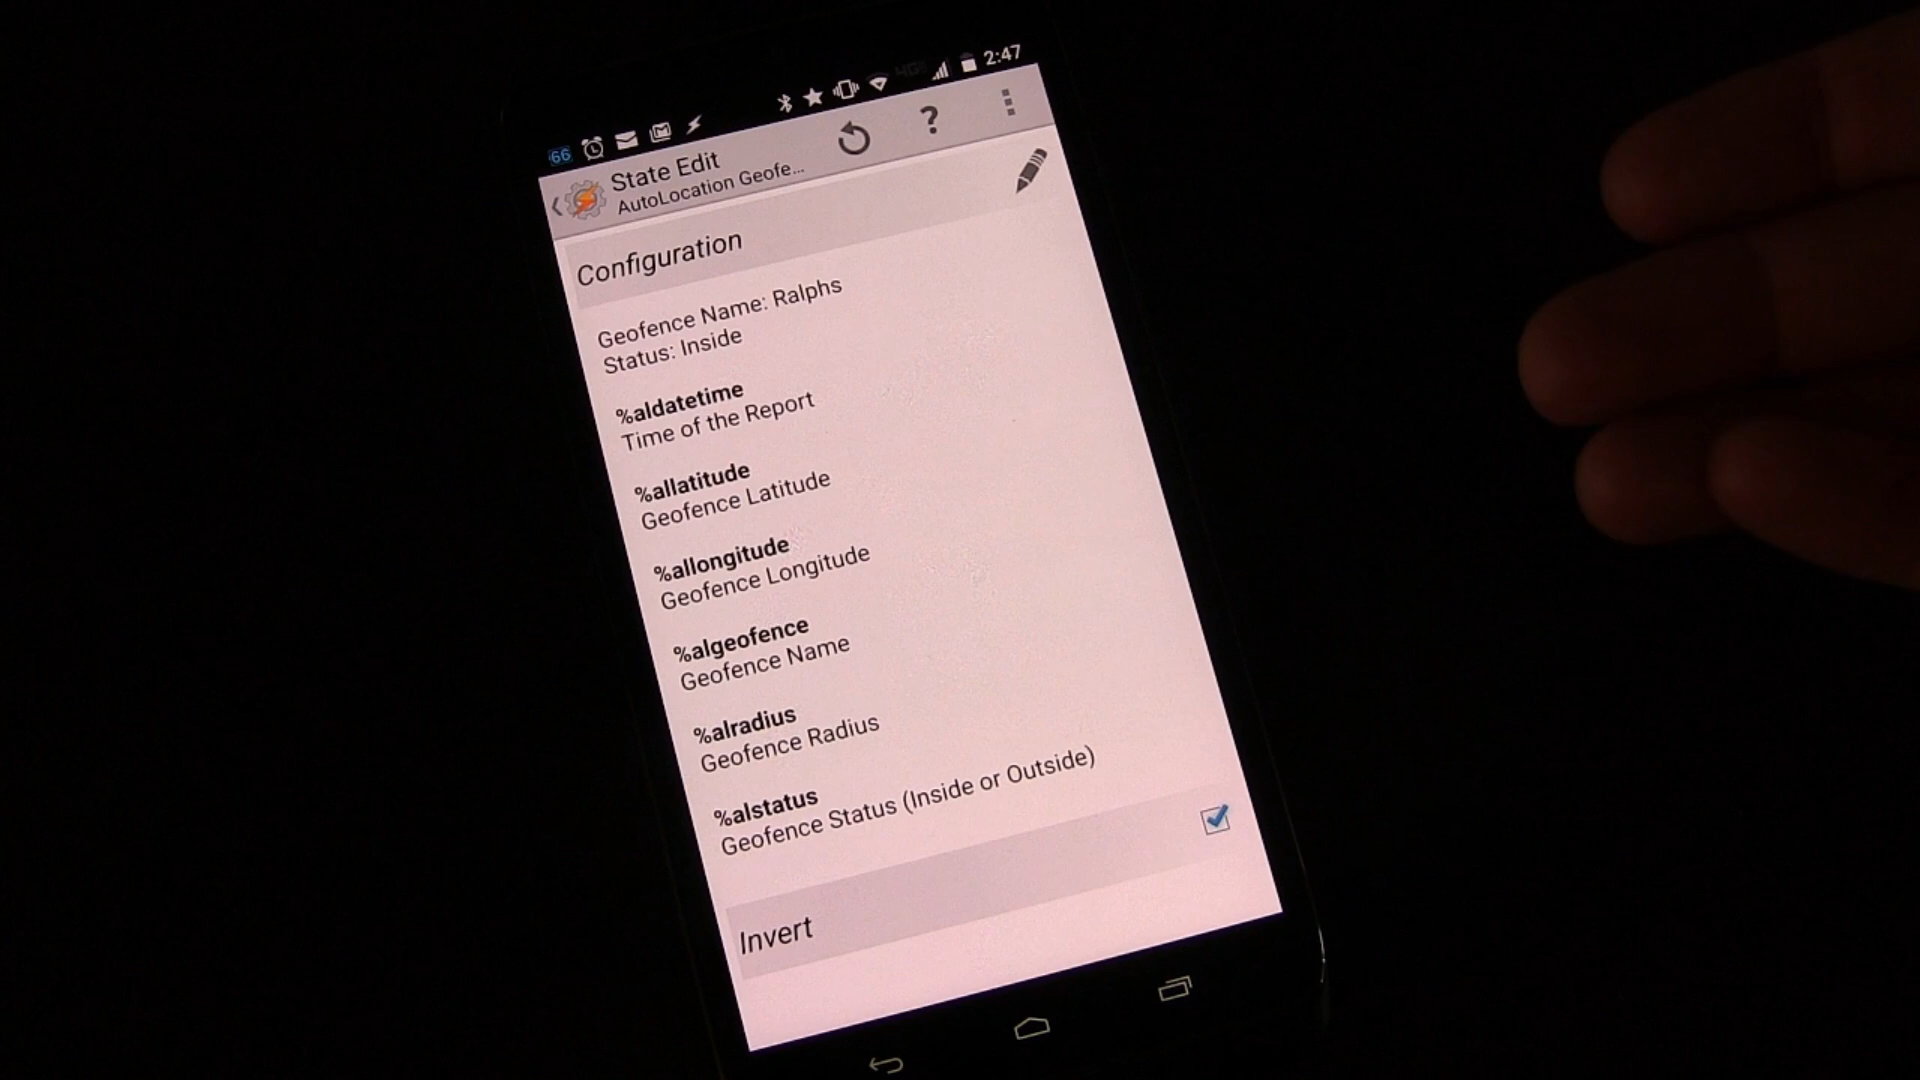 66
4G
2:47
State Edit
AutoLocation Geofe...
?
Configuration
Geofence Name: Ralphs
Status: Inside
%aldatetime
Time of the Report
%allatitude
Geofence Latitude
%allongitude
Geofence Longitude
%algeofence
Geofence Name
%alradius
Geofence Radius
%alstatus
Geofence Status (Inside or Outside)
Invert